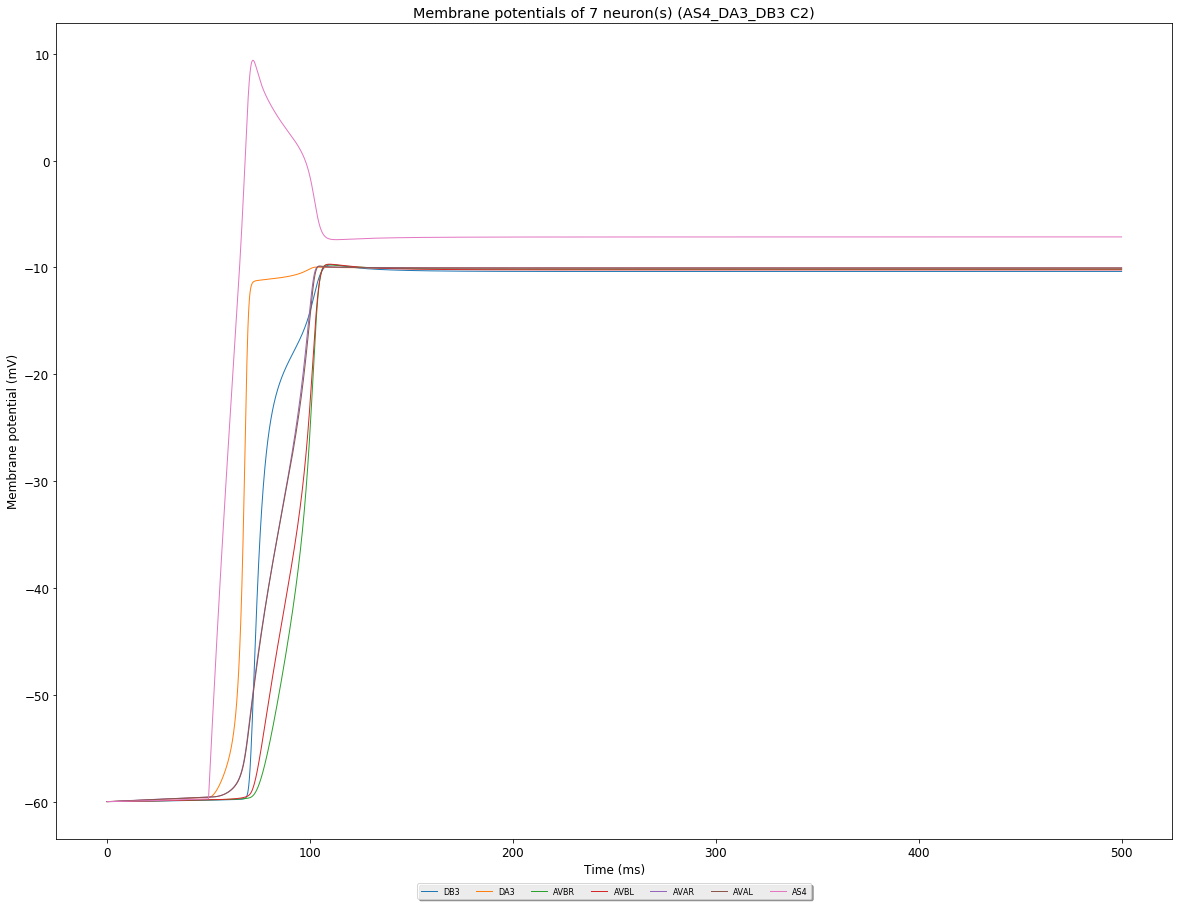 Membrane potentials of 7 neuron(s) (AS4_DA3_DB3 C2)
10
0
−10
−20
−30
−40
−50
−60
Membrane potential (mV)
0 100 200 300 400 500
Time (ms)
DB3 DA3 AVBR AVBL AVAR AVAL AS4